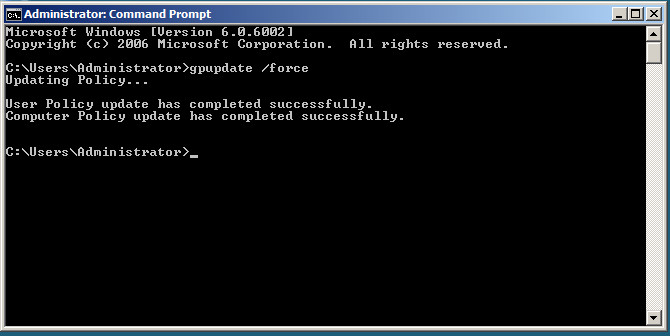 Administrator: Command Prompt
Microsoft Windows [Version 6.0.6002]
Copyright (c) 2006 Microsoft Corporation.  All rights reserved.
C:\Users\Administrator>gpupdate /force
Updating Policy...
User Policy update has completed successfully.
Computer Policy update has completed successfully.
C:\Users\Administrator>_